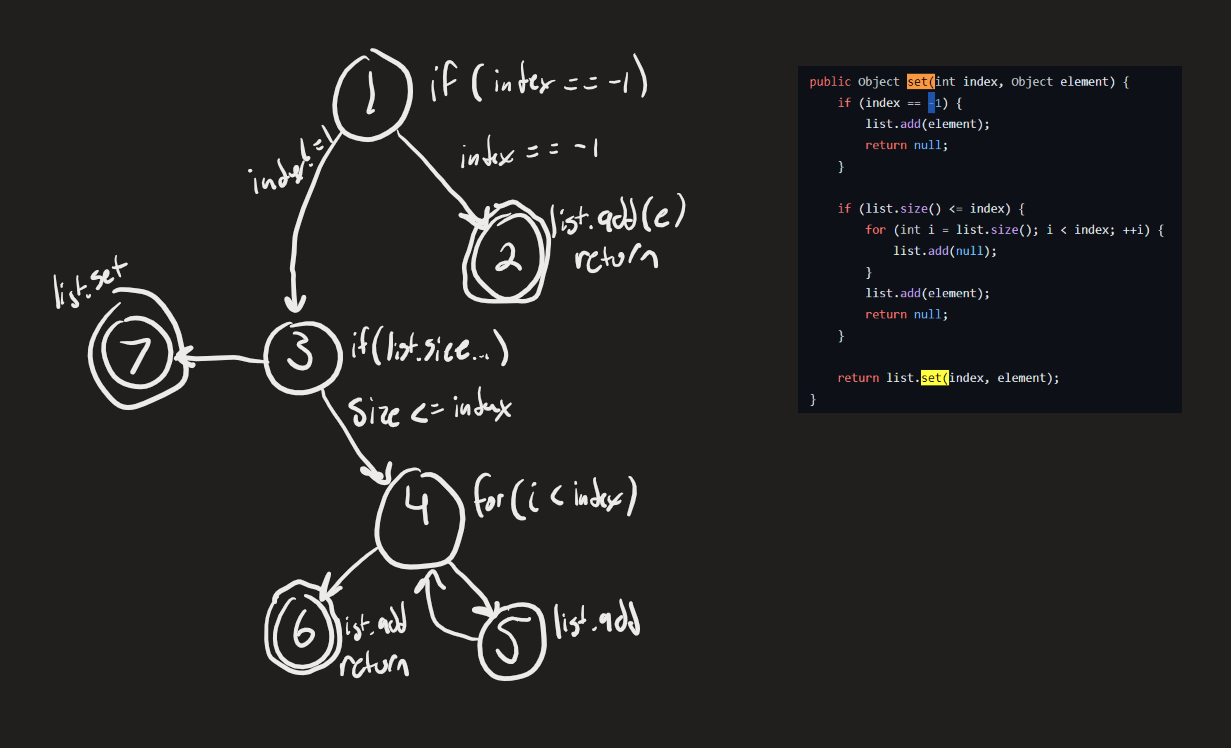 1
if (index == -1)
index != 1
index == -1
2
list.add(e)
return
list.set
7
3
if(list.size...)
size <= index
4
for(i < index)
6
list.add
return
5
list.add
public Object set(int index, Object element) {
if (index == -1) {
list.add(element);
return null;
}
if (list.size() <= index) {
for (int i = list.size(); i < index; ++i) {
list.add(null);
}
list.add(element);
return null;
}
return list.set(index, element);
}